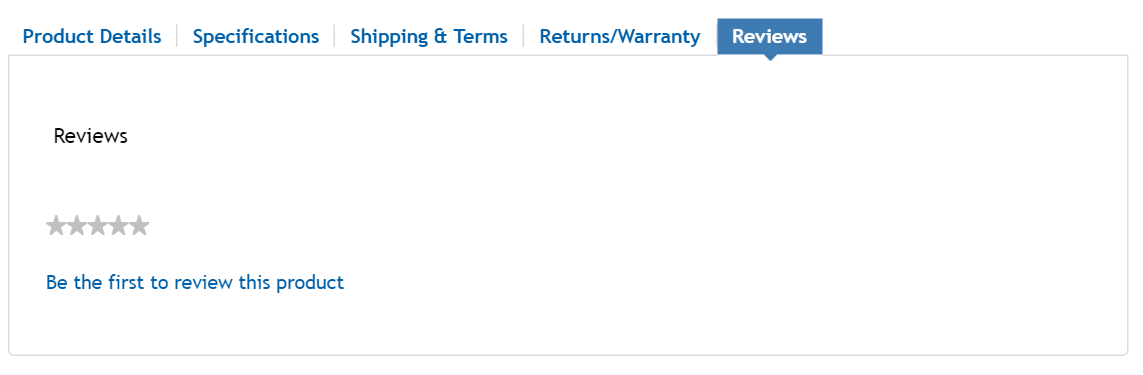 Product Details Specifications Shipping & Terms Returns/Warranty Reviews
Reviews
Be the first to review this product